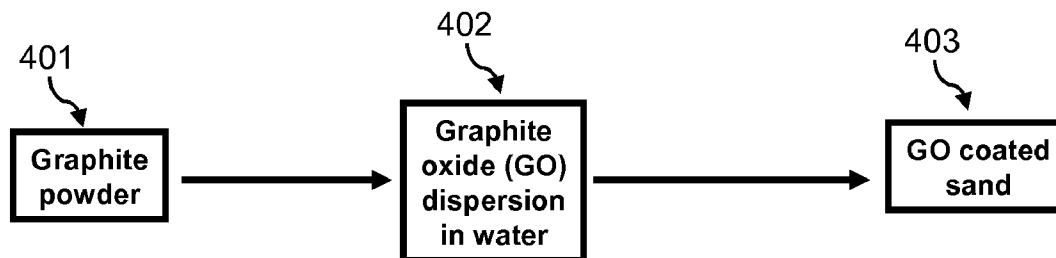 401
Graphite
powder
402
Graphite
oxide (GO)
dispersion
in water
403
GO coated
sand